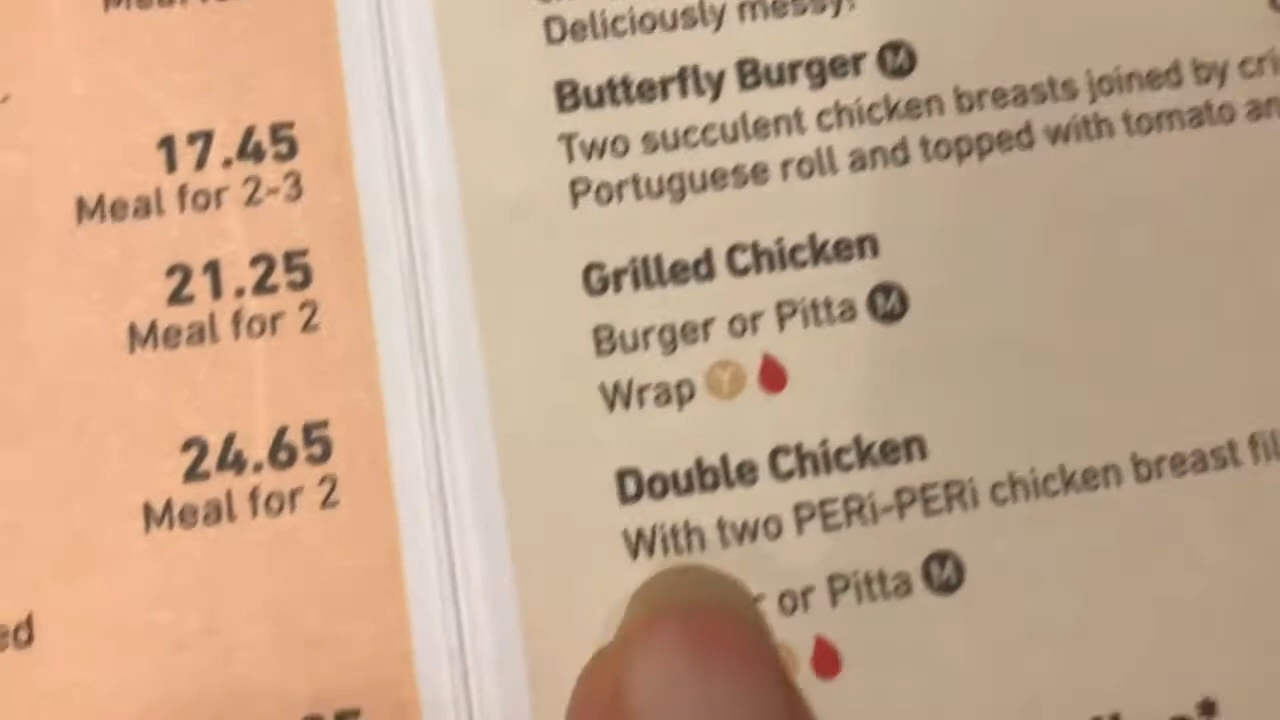 17.45
Meal for 2-3
21.25
Meal for 2
24.65
Meal for 2
Deliciously messy.
Butterfly Burger M
Two succulent chicken breasts joined by
Portuguese roll and topped with tomato
Grilled Chicken
Burger or Pitta M
Wrap Y
Double Chicken
With two PERi-PERi chicken breast
or Pitta M